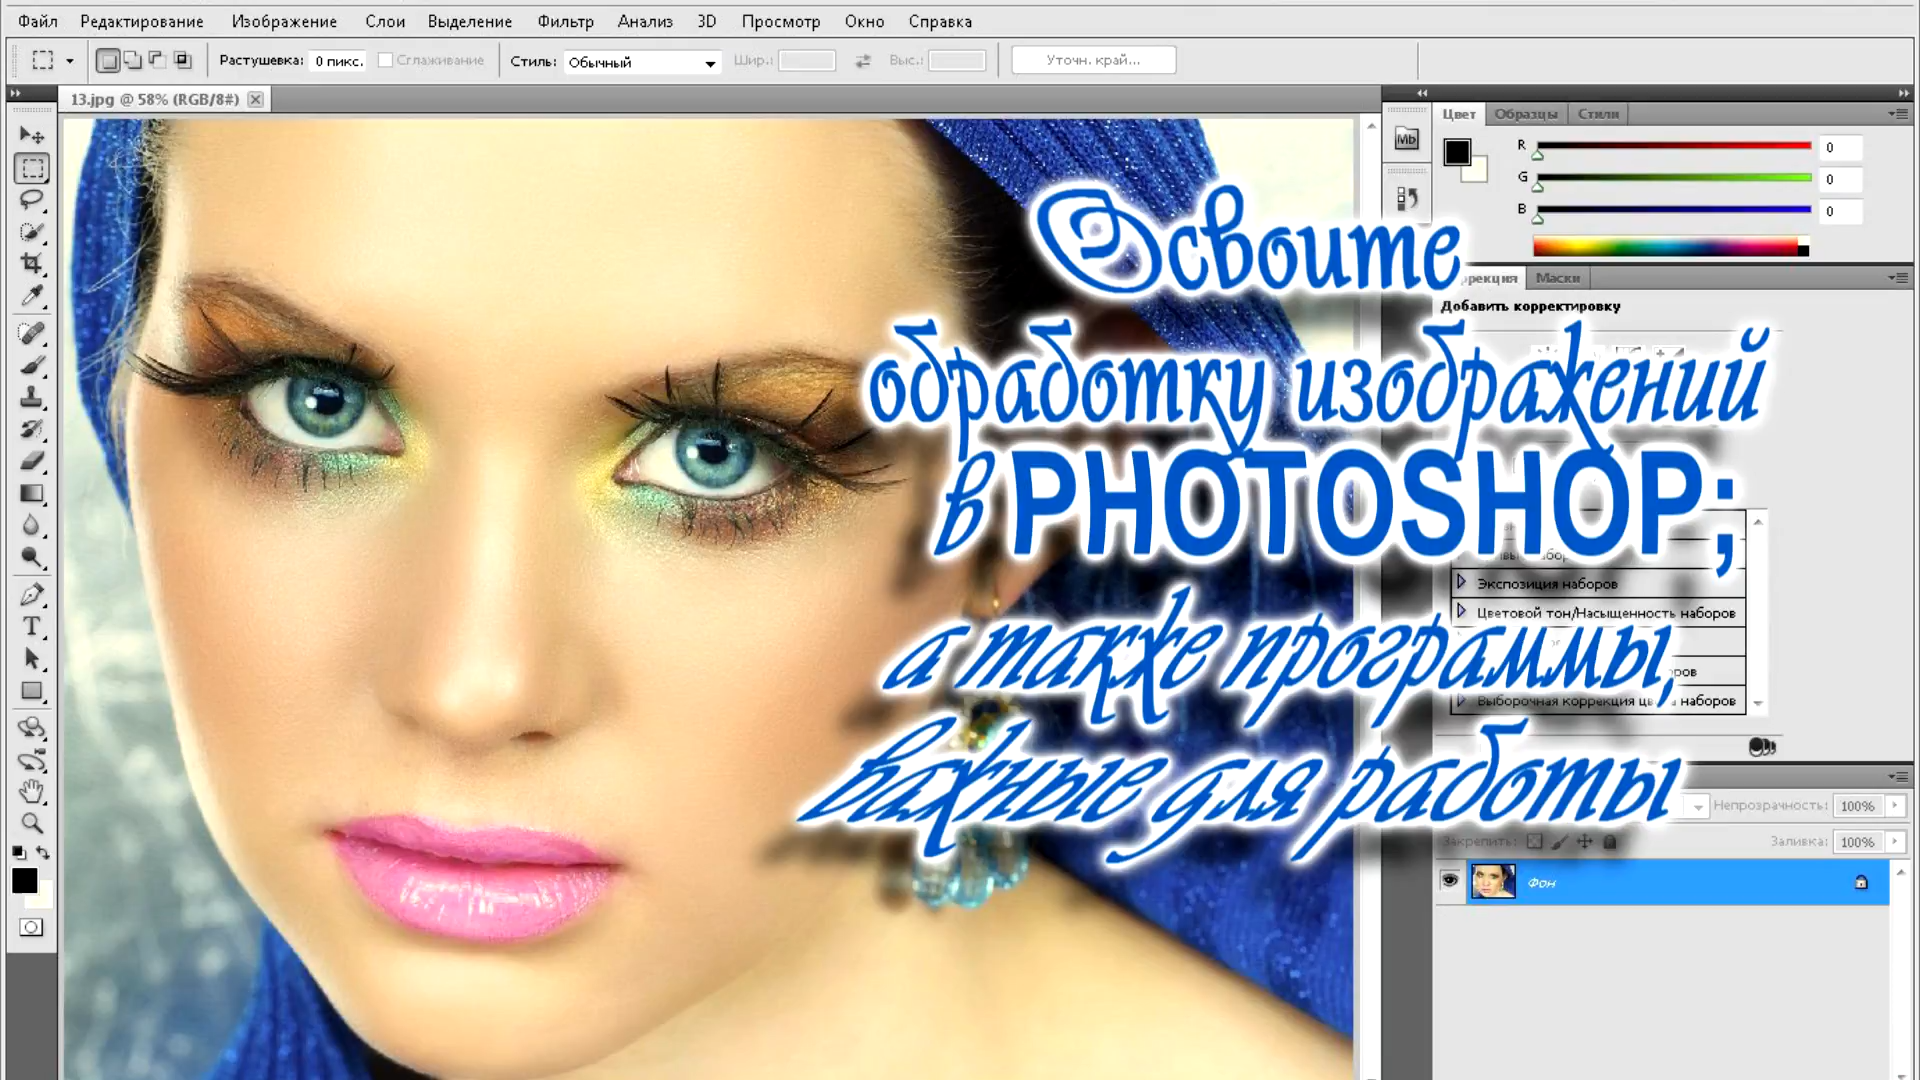 Файл Редактирование Изображение Слои Выделение Фильтр Анализ 3D Просмотр Окно Справка
Растушевка: 0 пикс. Сглаживание Стиль: Обычный Шир.: Выс.: Уточн. край...
13.jpg @ 58% (RGB/8#)
Цвет Образцы Стили
Mb
R 0
G 0
B 0
Маски
Добавить корректировку
Освоите
обработку изображений
в PHOTOSHOP;
а также программы,
важные для работы
Экспозиция наборов
Цветовой тон/Насыщенность наборов
Выборочная коррекция цвета наборов
Непрозрачность: 100%
Закрепить: Заливка: 100%
Фон